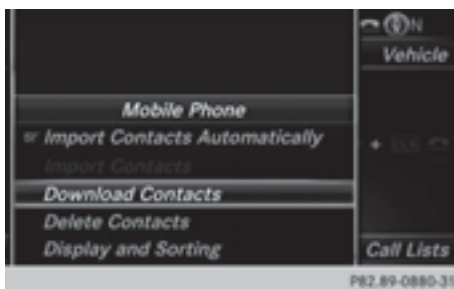 N
Vehicle
Mobile Phone
Import Contacts Automatically
Import Contacts
Download Contacts
Delete Contacts
Display and Sorting
Call Lists
P82.89-0880-31